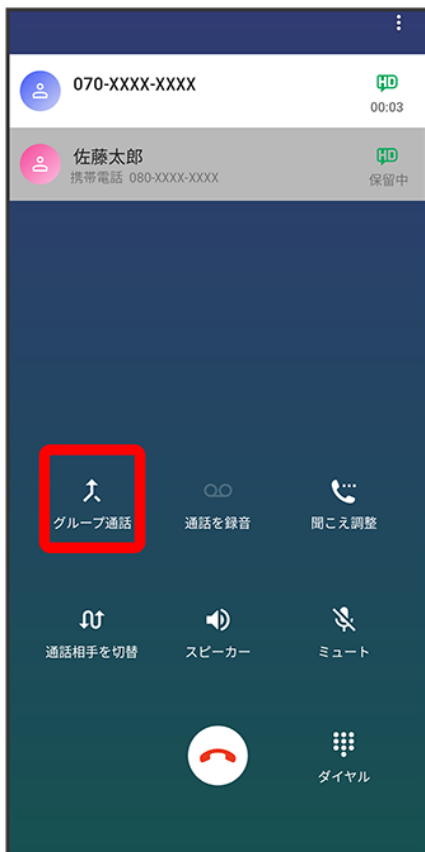 070-XXXX-XXXX
HD
00:03
佐藤太郎
HD
携帯電話 080-XXXX-XXXX
保留中
グループ通話
通話を録音
聞こえ調整
通話相手を切替
スピーカー
ミュート
ダイヤル